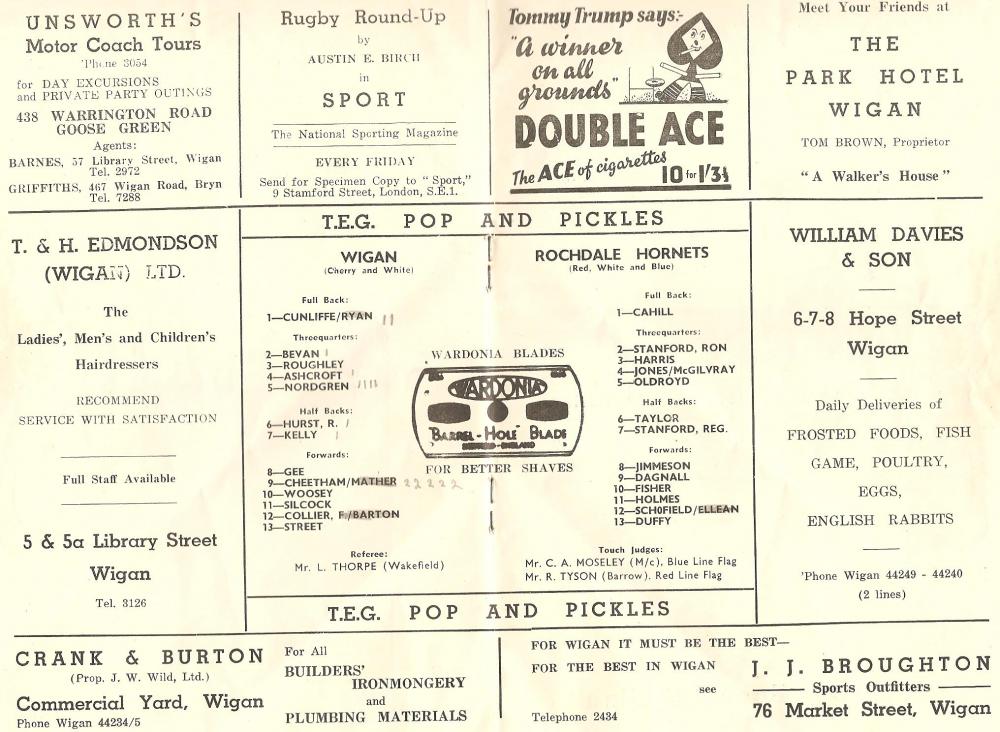 UNSWORTH'S
Motor Coach Tours
'Phone 3054
for DAY EXCURSIONS
and PRIVATE PARTY OUTINGS
438 WARRINGTON ROAD
GOOSE GREEN
Agents:
BARNES, 57 Library Street, Wigan
Tel. 2972
GRIFFITHS, 467 Wigan Road, Bryn
Tel. 7288
Rugby Round-Up
by
AUSTIN E. BIRCH
in
SPORT
The National Sporting Magazine
EVERY FRIDAY
Send for Specimen Copy to "Sport,"
9 Stamford Street, London, S.E.1.
Tommy Trump says:-
"A winner
on all
grounds"
DOUBLE ACE
The ACE of cigarettes
10 for 1/3½
Meet Your Friends at
THE
PARK HOTEL
WIGAN
TOM BROWN, Proprietor
"A Walker's House"
T. & H. EDMONDSON
(WIGAN) LTD.
The
Ladies', Men's and Children's
Hairdressers
RECOMMEND
SERVICE WITH SATISFACTION
Full Staff Available
5 & 5a Library Street
Wigan
Tel. 3126
T.E.G. POP AND PICKLES
WIGAN
(Cherry and White)
Full Back:
1—CUNLIFFE/RYAN 11
Threequarters:
2—BEVAN 1
3—ROUGHLEY
4—ASHCROFT 1
5—NORDGREN 1111
Half Backs:
6—HURST, R. 1
7—KELLY 1
Forwards:
8—GEE
9—CHEETHAM/MATHER 22222
10—WOOSEY
11—SILCOCK
12—COLLIER, F./BARTON
13—STREET
Referee:
Mr. L. THORPE (Wakefield)
WARDONIA BLADES
WARDONIA
BARREL-HOLE BLADE
SHEFFIELD-ENGLAND
FOR BETTER SHAVES
ROCHDALE HORNETS
(Red, White and Blue)
Full Back:
1—CAHILL
Threequarters:
2—STANFORD, RON
3—HARRIS
4—JONES/McGILVRAY
5—OLDROYD
Half Backs:
6—TAYLOR
7—STANFORD, REG.
Forwards:
8—JIMMESON
9—DAGNALL
10—FISHER
11—HOLMES
12—SCHOFIELD/ELLEAN
13—DUFFY
Touch Judges:
Mr. C. A. MOSELEY (M/c), Blue Line Flag
Mr. R. TYSON (Barrow), Red Line Flag
T.E.G. POP AND PICKLES
WILLIAM DAVIES
& SON
6-7-8 Hope Street
Wigan
Daily Deliveries of
FROSTED FOODS, FISH
GAME, POULTRY,
EGGS,
ENGLISH RABBITS
'Phone Wigan 44249 - 44240
(2 lines)
CRANK & BURTON
(Prop. J. W. Wild, Ltd.)
Commercial Yard, Wigan
Phone Wigan 44234/5
For All
BUILDERS'
IRONMONGERY
and
PLUMBING MATERIALS
FOR WIGAN IT MUST BE THE BEST—
FOR THE BEST IN WIGAN
see
Telephone 2434
J. J. BROUGHTON
Sports Outfitters
76 Market Street, Wigan